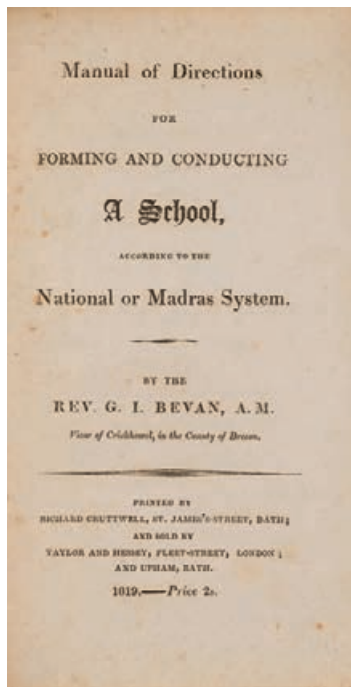 Manual of Directions
FOR
FORMING AND CONDUCTING
A School,
ACCORDING TO THE
National or Madras System.
BY THE
REV. G. I. BEVAN, A.M.
Vicar of Crickhowel, in the County of Brecon.
PRINTED BY
RICHARD CRUTTWELL, ST. JAMES'S-STREET, BATH;
AND SOLD BY
TAYLOR AND HESSEY, FLEET-STREET, LONDON;
AND UPHAM, BATH.
1819.—Price 2s.